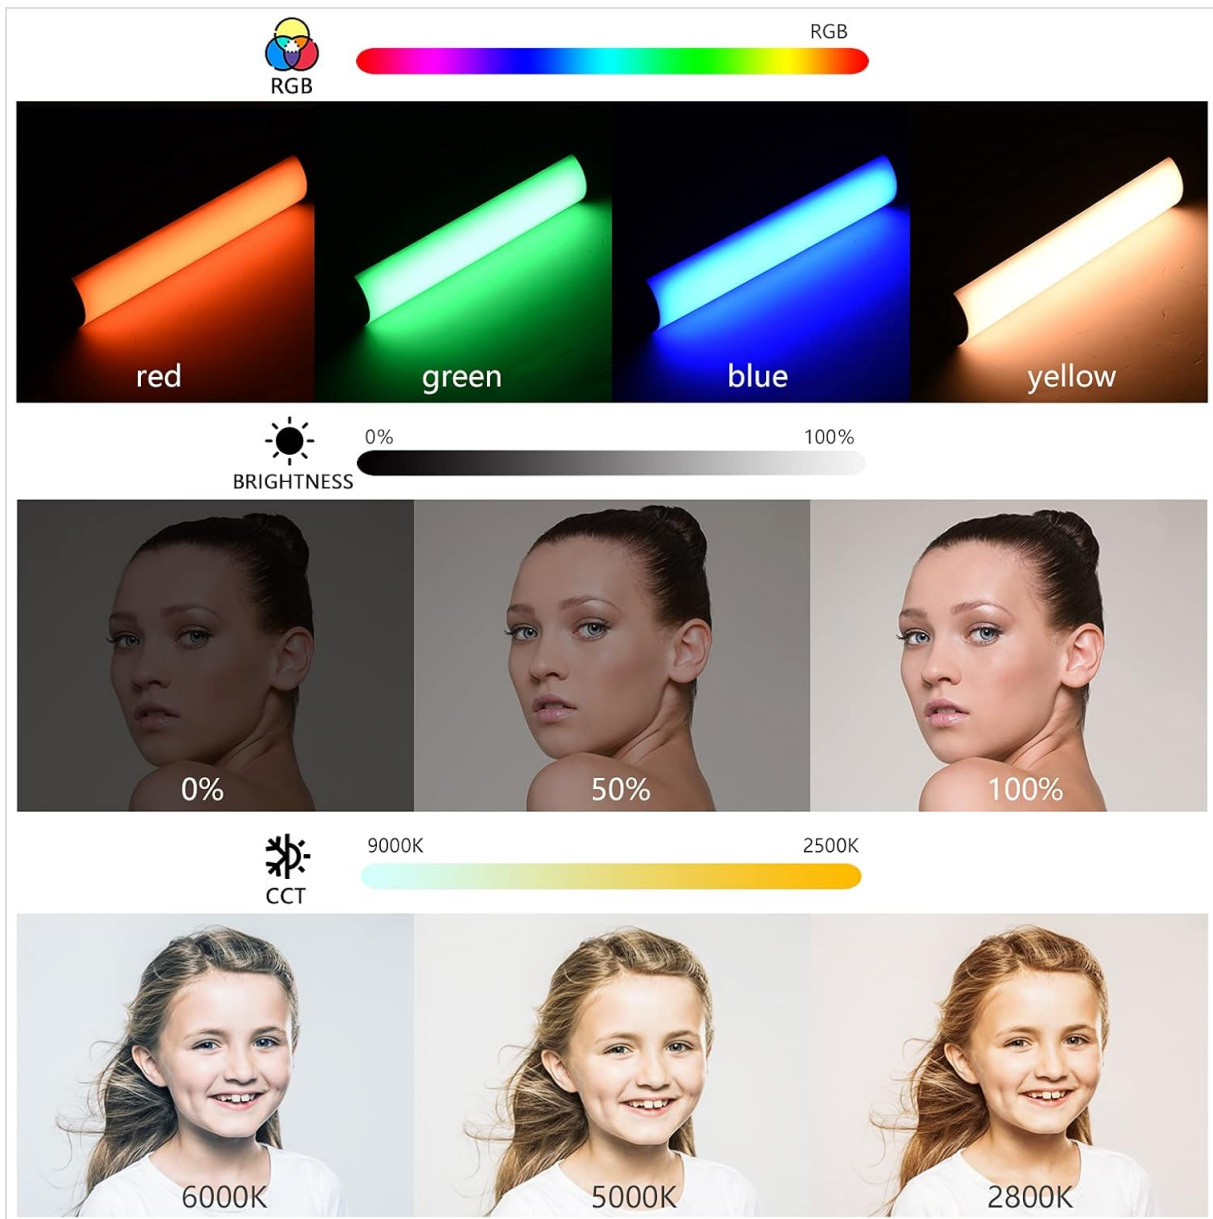 RGB
RGB
red
green
blue
yellow
BRIGHTNESS
0%
100%
0%
50%
100%
CCT
9000K
2500K
6000K
5000K
2800K